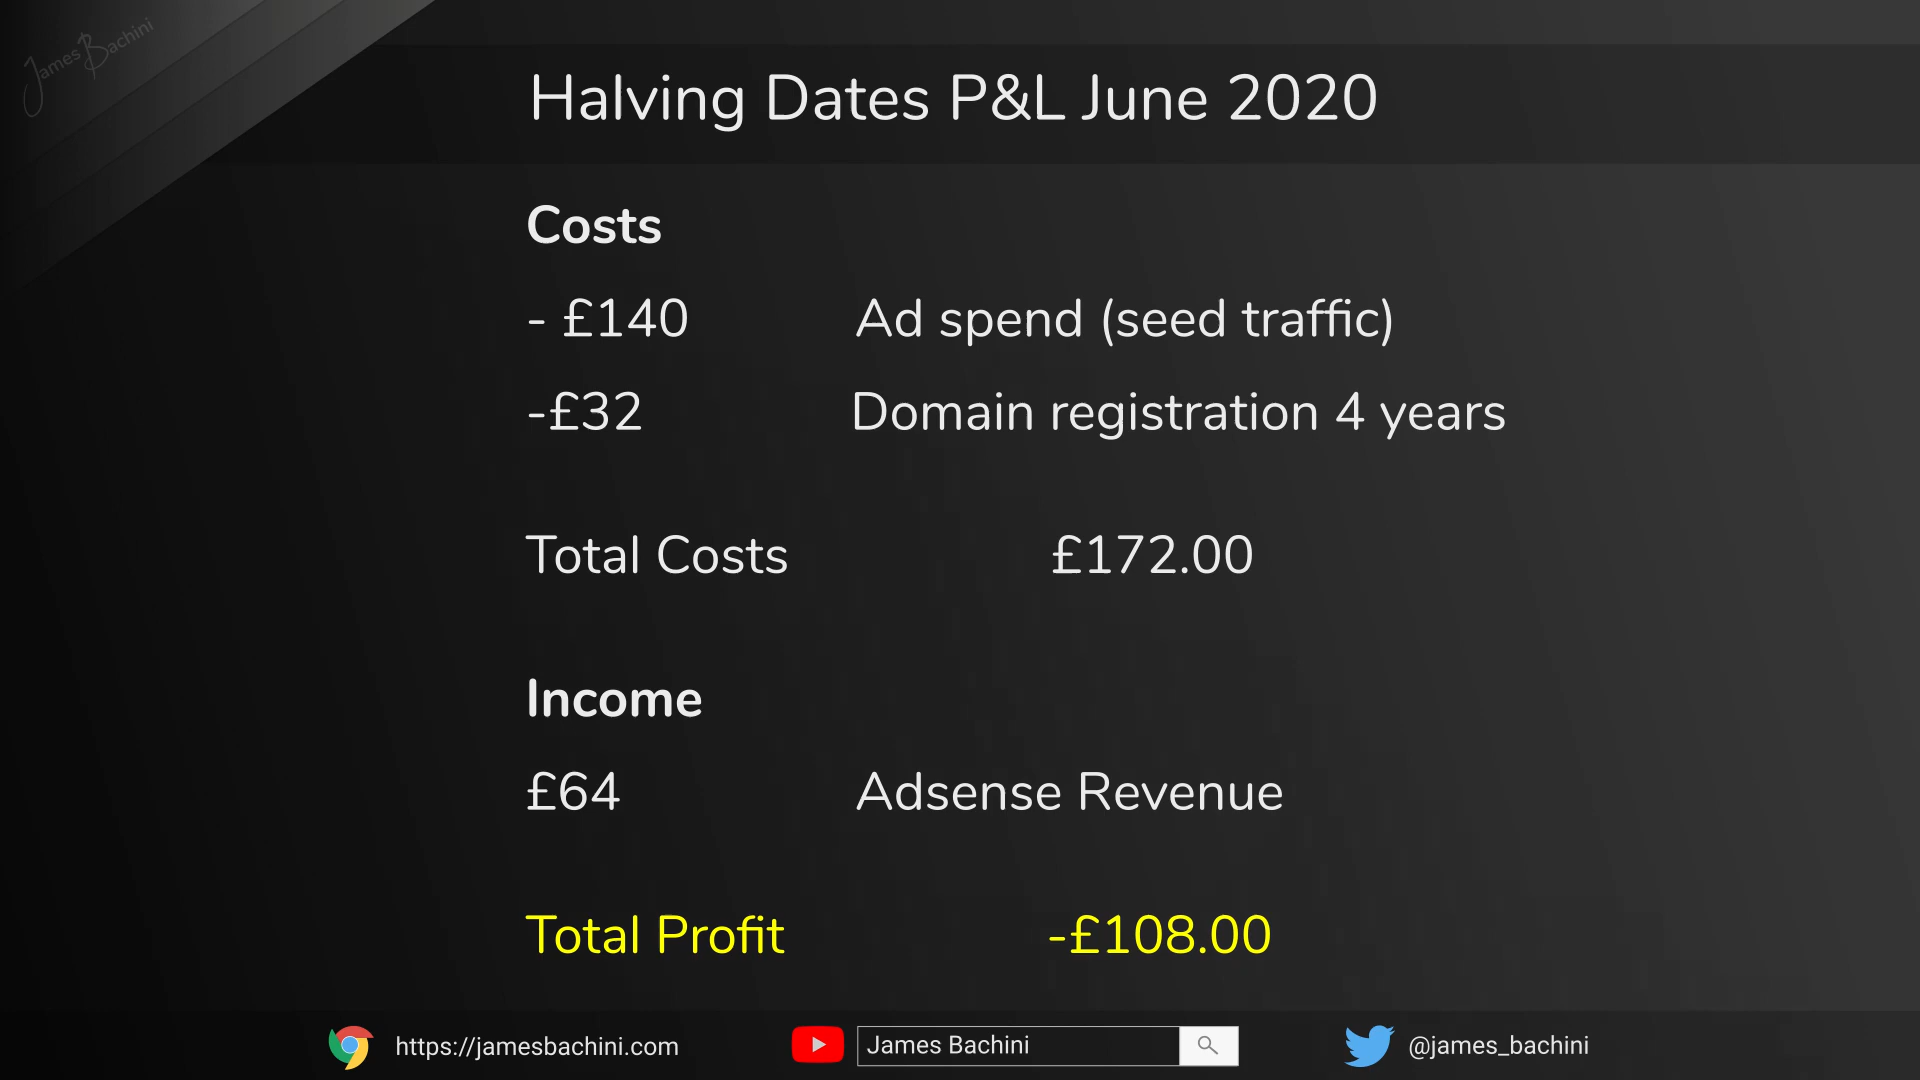 James Bachini
Halving Dates P&L June 2020
Costs
- £140 Ad spend (seed traffic)
-£32 Domain registration 4 years
Total Costs £172.00
Income
£64 Adsense Revenue
Total Profit -£108.00
https://jamesbachini.com James Bachini @james_bachini